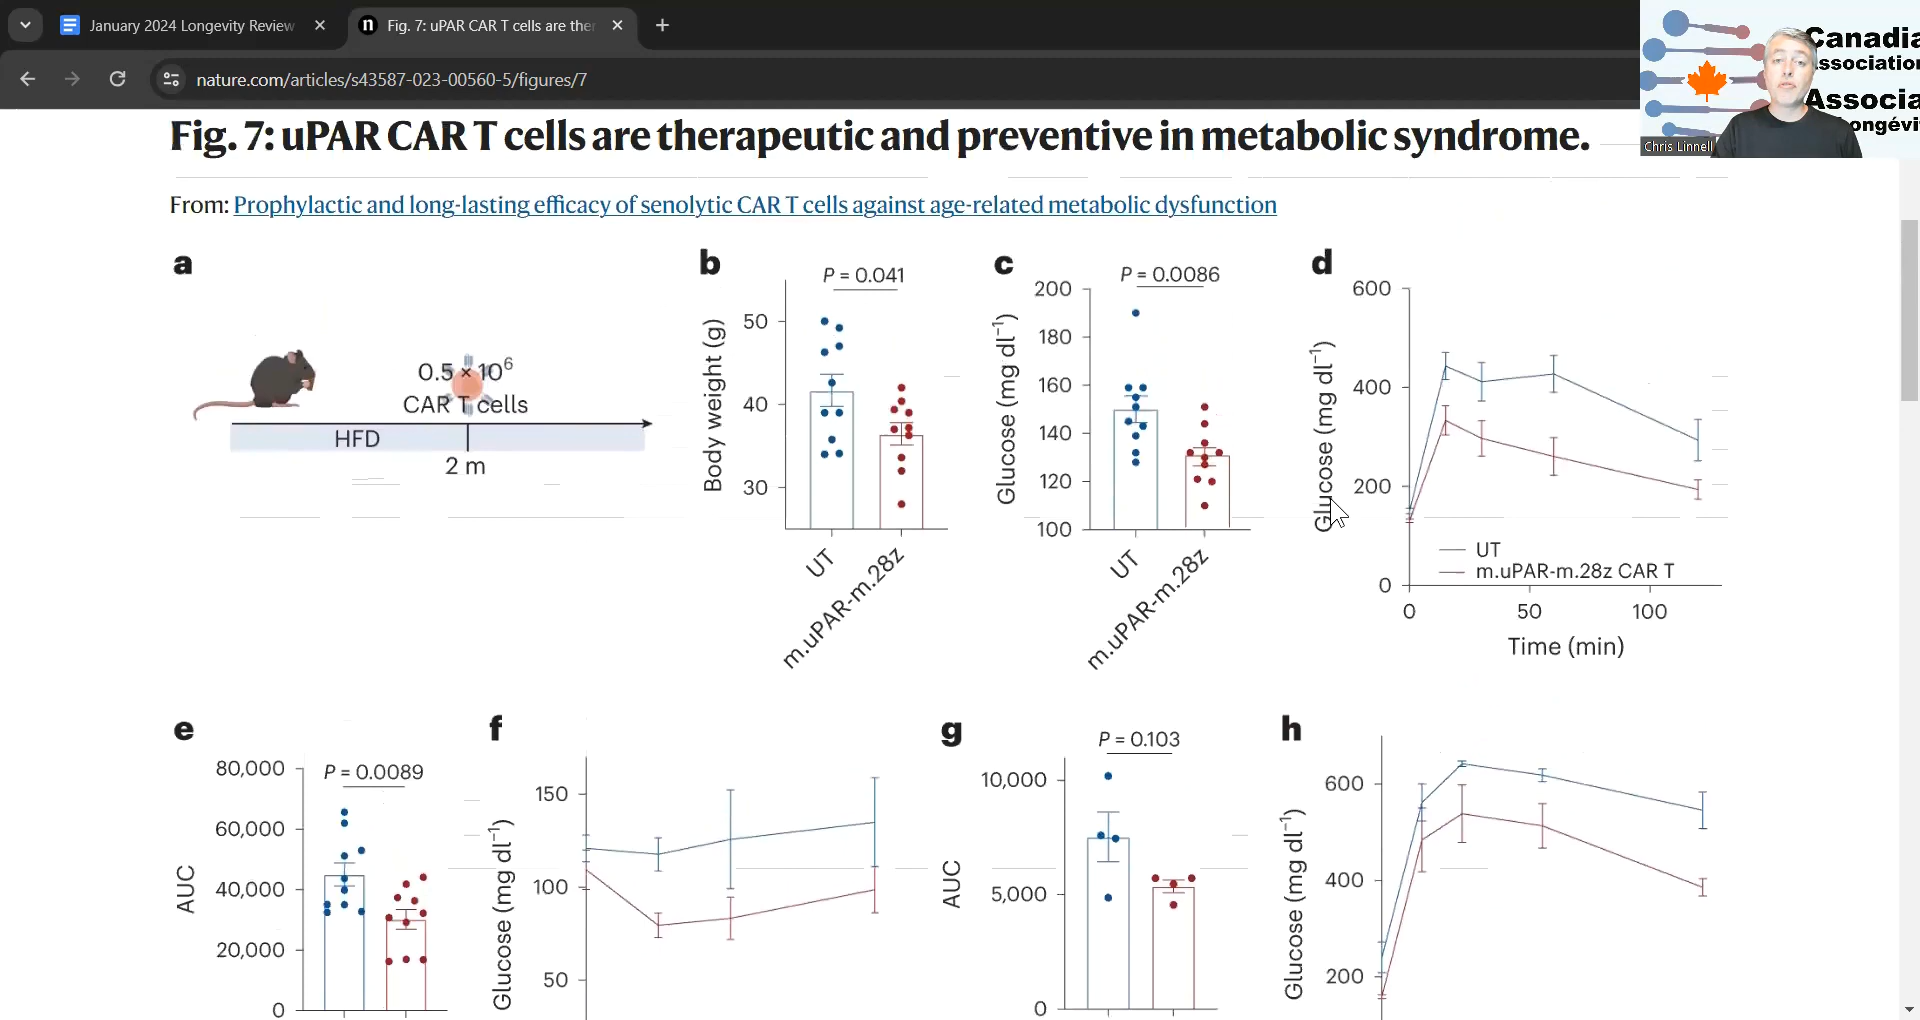 January 2024 Longevity Review
Fig. 7: uPAR CAR T cells are ther
nature.com/articles/s43587-023-00560-5/figures/7
Canadia
Association
Associa
Longévi
Chris Linnell
Fig. 7: uPAR CAR T cells are therapeutic and preventive in metabolic syndrome.
From: Prophylactic and long-lasting efficacy of senolytic CAR T cells against age-related metabolic dysfunction
a
0.5 × 10⁶
CAR T cells
HFD
2 m
b
P = 0.041
Body weight (g)
50
40
30
UT
m.uPAR-m.28z
c
P = 0.0086
Glucose (mg dl⁻¹)
200
180
160
140
120
100
UT
m.uPAR-m.28z
d
Glucose (mg dl⁻¹)
600
400
200
0
UT
m.uPAR-m.28z CAR T
0 50 100
Time (min)
e
P = 0.0089
AUC
80,000
60,000
40,000
20,000
0
f
Glucose (mg dl⁻¹)
150
100
50
g
P = 0.103
AUC
10,000
5,000
0
h
Glucose (mg dl⁻¹)
600
400
200